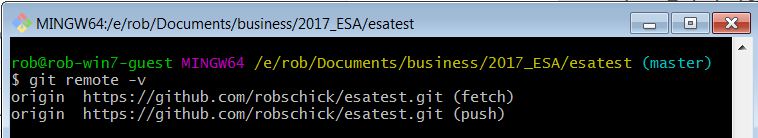 MINGW64:/e/rob/Documents/business/2017_ESA/esatest
rob@rob-win7-guest MINGW64 /e/rob/Documents/business/2017_ESA/esatest (master)
$ git remote -v
origin  https://github.com/robschick/esatest.git (fetch)
origin  https://github.com/robschick/esatest.git (push)